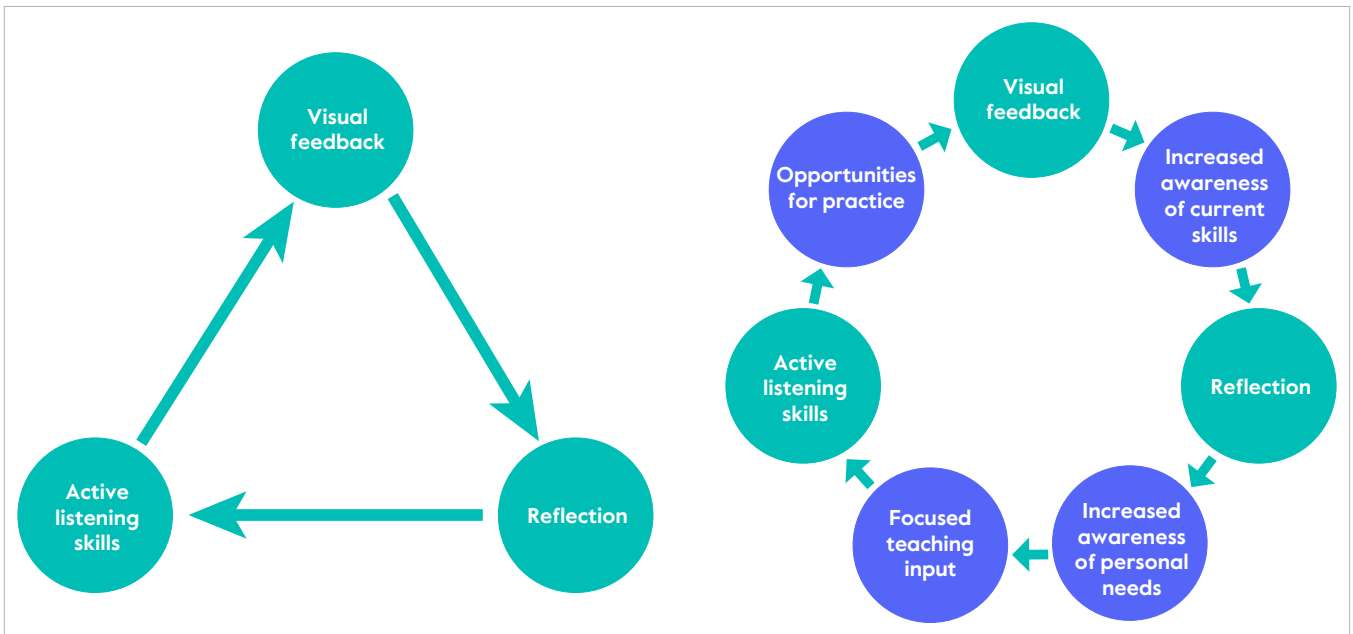 Visual
feedback
Reflection
Active
listening
skills
Visual
feedback
Increased
awareness
of current
skills
Reflection
Increased
awareness
of personal
needs
Focused
teaching
input
Active
listening
skills
Opportunities
for practice